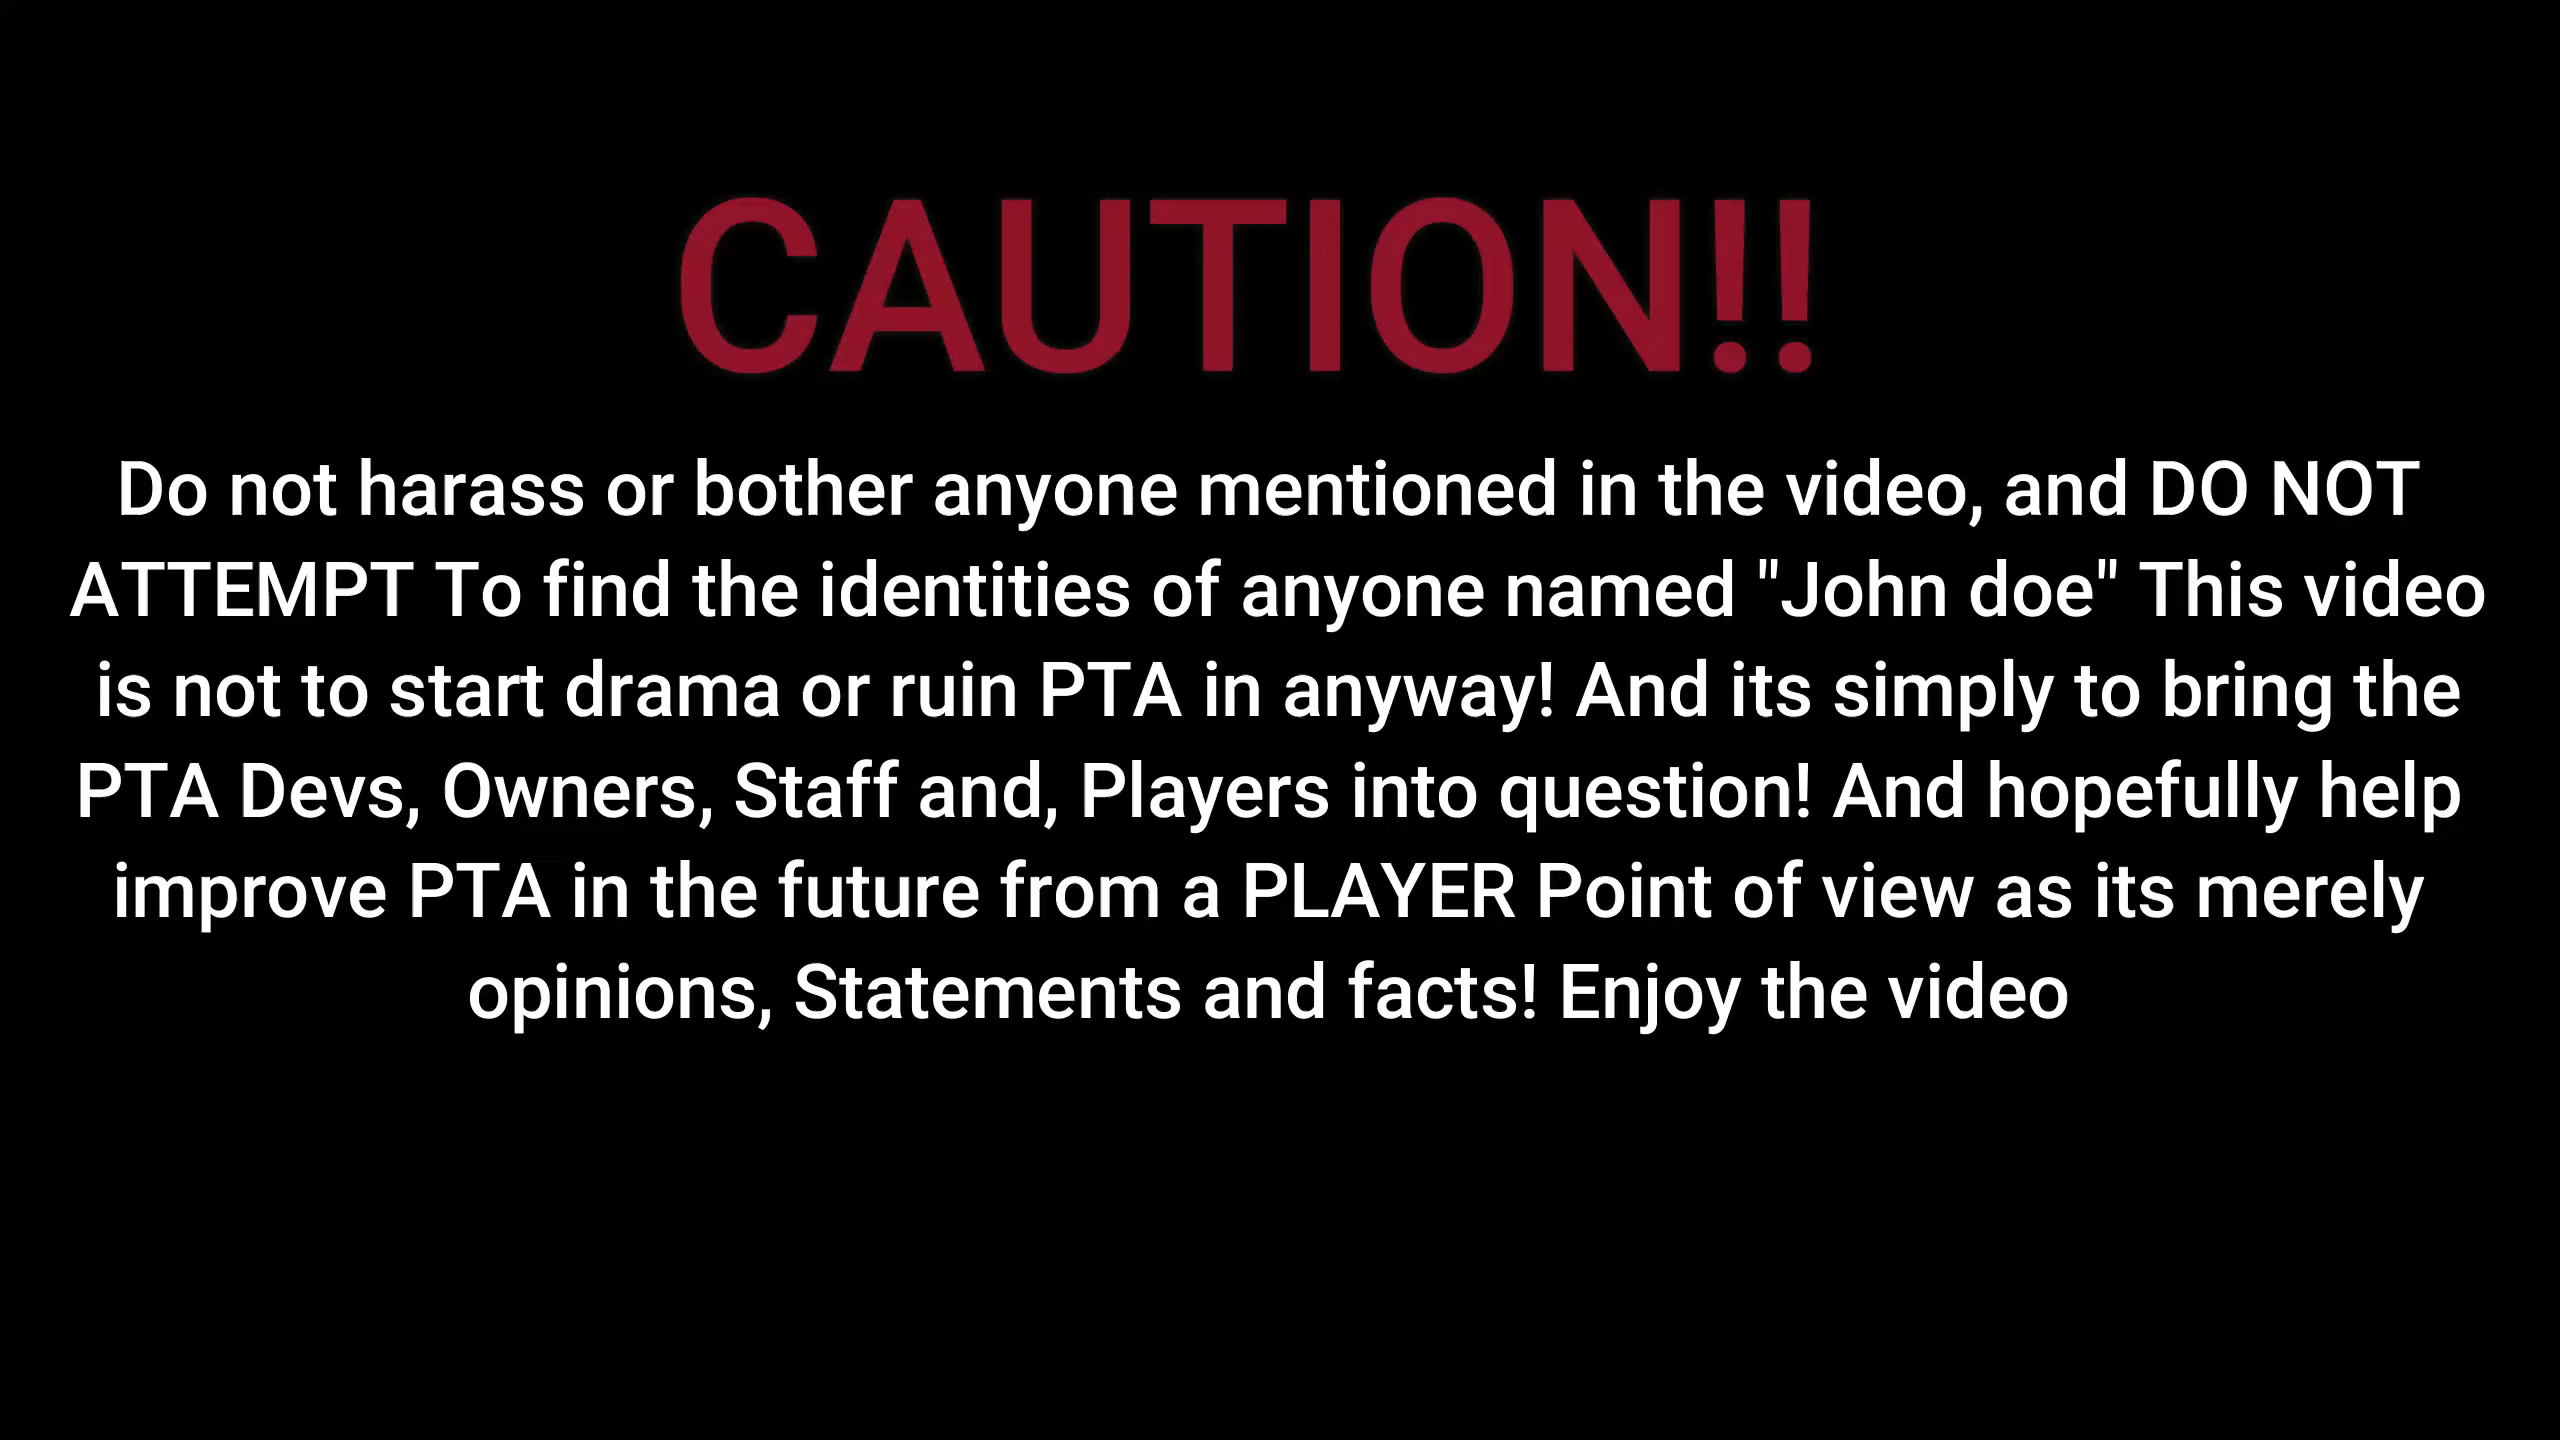 CAUTION!!
Do not harass or bother anyone mentioned in the video, and DO NOT
ATTEMPT To find the identities of anyone named "John doe" This video
is not to start drama or ruin PTA in anyway! And its simply to bring the
PTA Devs, Owners, Staff and, Players into question! And hopefully help
improve PTA in the future from a PLAYER Point of view as its merely
opinions, Statements and facts! Enjoy the video